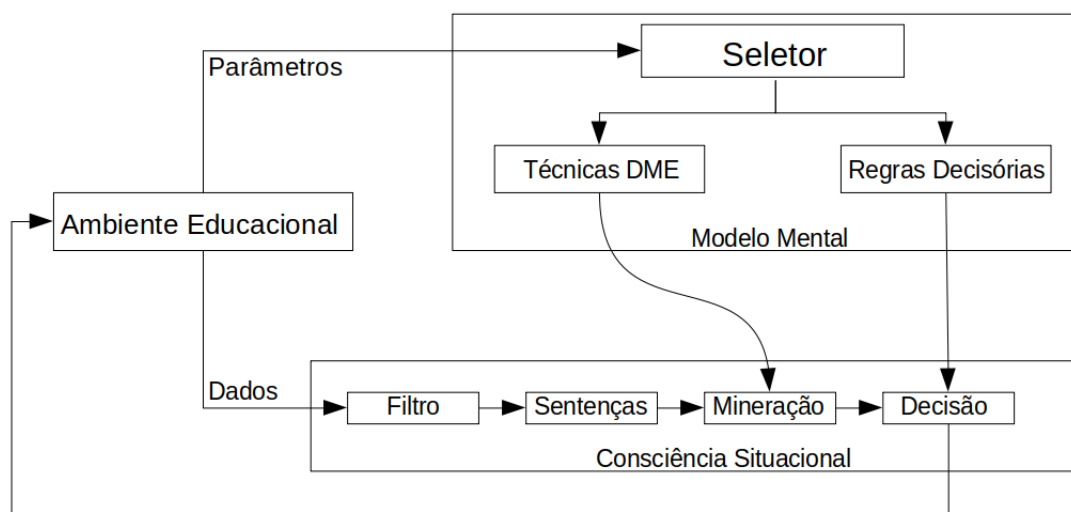 Seletor
Parâmetros
Técnicas DME
Regras Decisórias
Ambiente Educacional
Modelo Mental
Dados
Filtro
Sentenças
Mineração
Decisão
Consciência Situacional